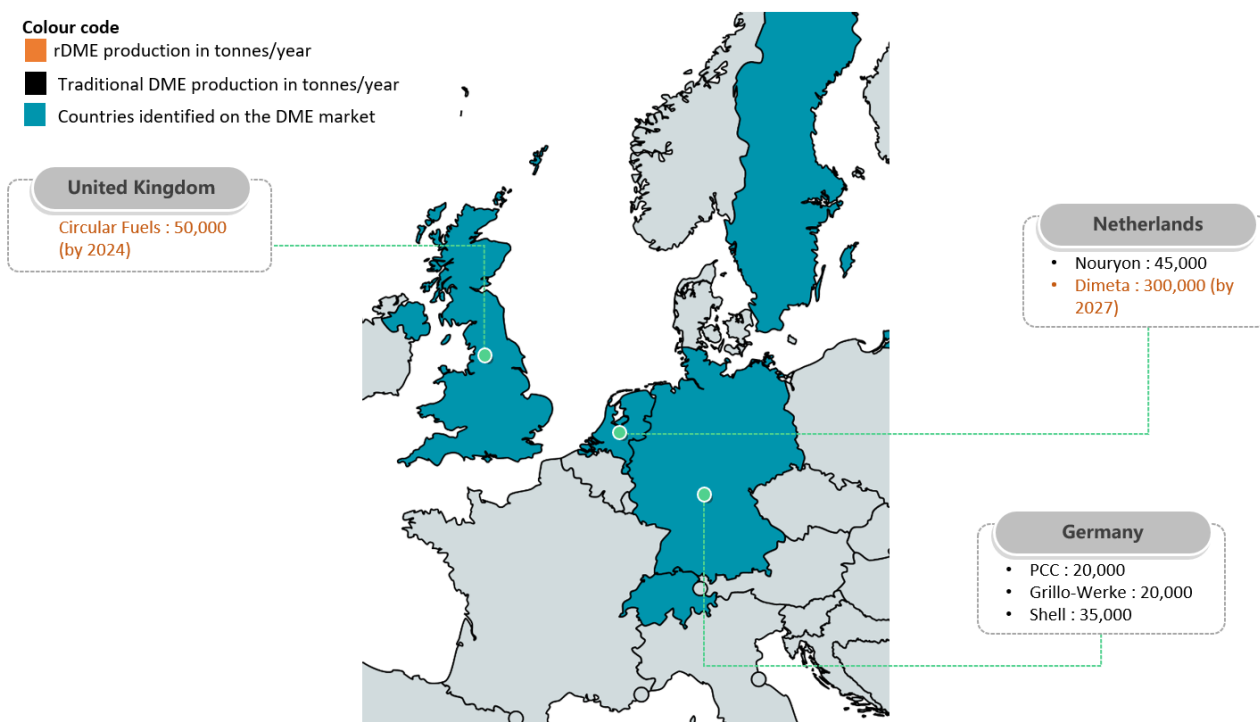 Colour code
rDME production in tonnes/year
Traditional DME production in tonnes/year
Countries identified on the DME market
United Kingdom
Circular Fuels : 50,000
(by 2024)
Netherlands
• Nouryon : 45,000
• Dimeta : 300,000 (by
2027)
Germany
• PCC : 20,000
• Grillo-Werke : 20,000
• Shell : 35,000